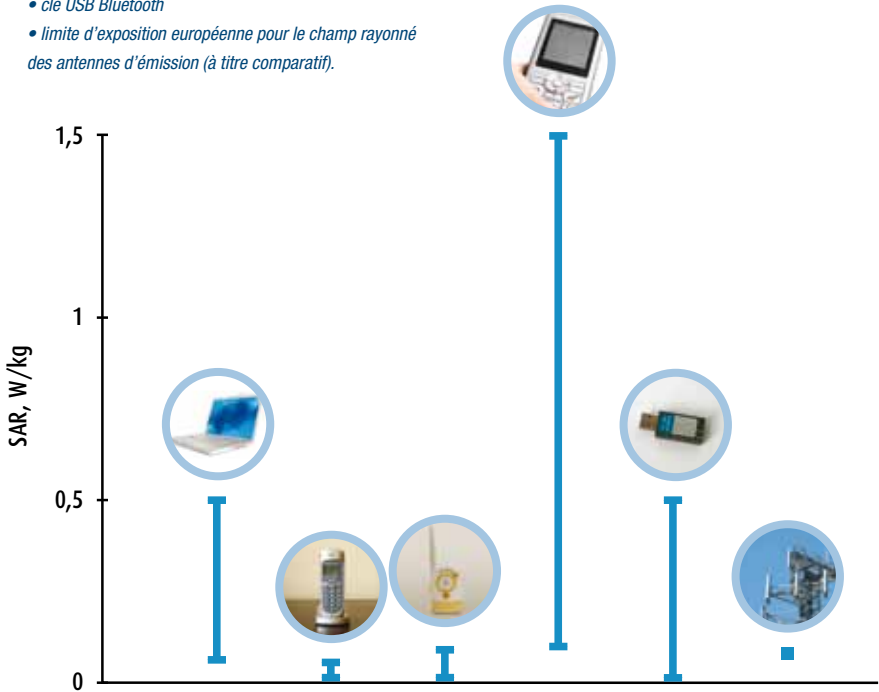 • clé USB Bluetooth
• limite d’exposition européenne pour le champ rayonné
des antennes d’émission (à titre comparatif).
1,5
1
SAR, W/kg
0,5
0